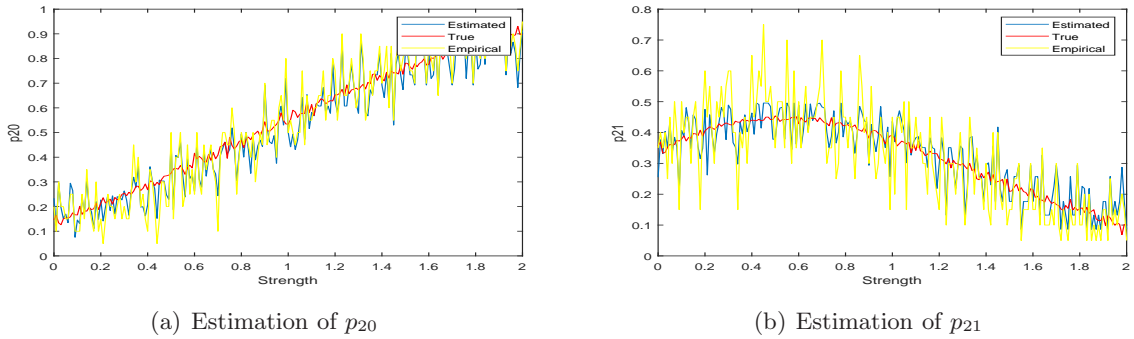 1
0.9
0.8
0.7
0.6
0.5
0.4
0.3
0.2
0.1
0
p20
Estimated
True
Empirical
0 0.2 0.4 0.6 0.8 1 1.2 1.4 1.6 1.8 2
Strength
(a) Estimation of p20
0.9
0.8
0.7
0.6
0.5
0.4
0.3
0.2
0.1
0
p21
Estimated
True
Empirical
0 0.2 0.4 0.6 0.8 1 1.2 1.4 1.6 1.8 2
Strength
(b) Estimation of p21